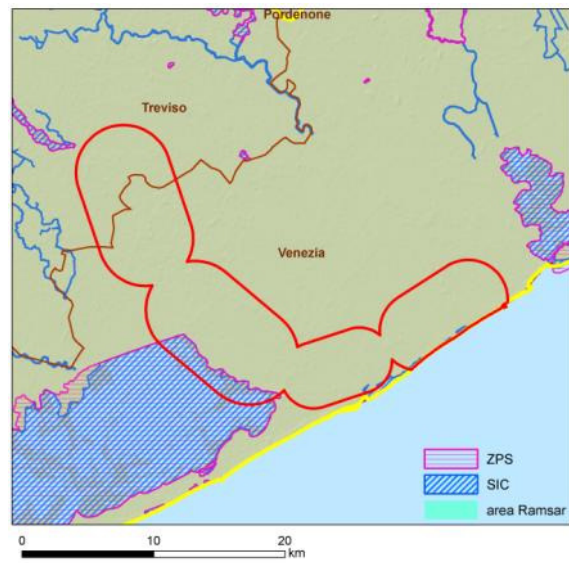 Pordenone
Treviso
Venezia
ZPS
SIC
area Ramsar
0 10 20
km